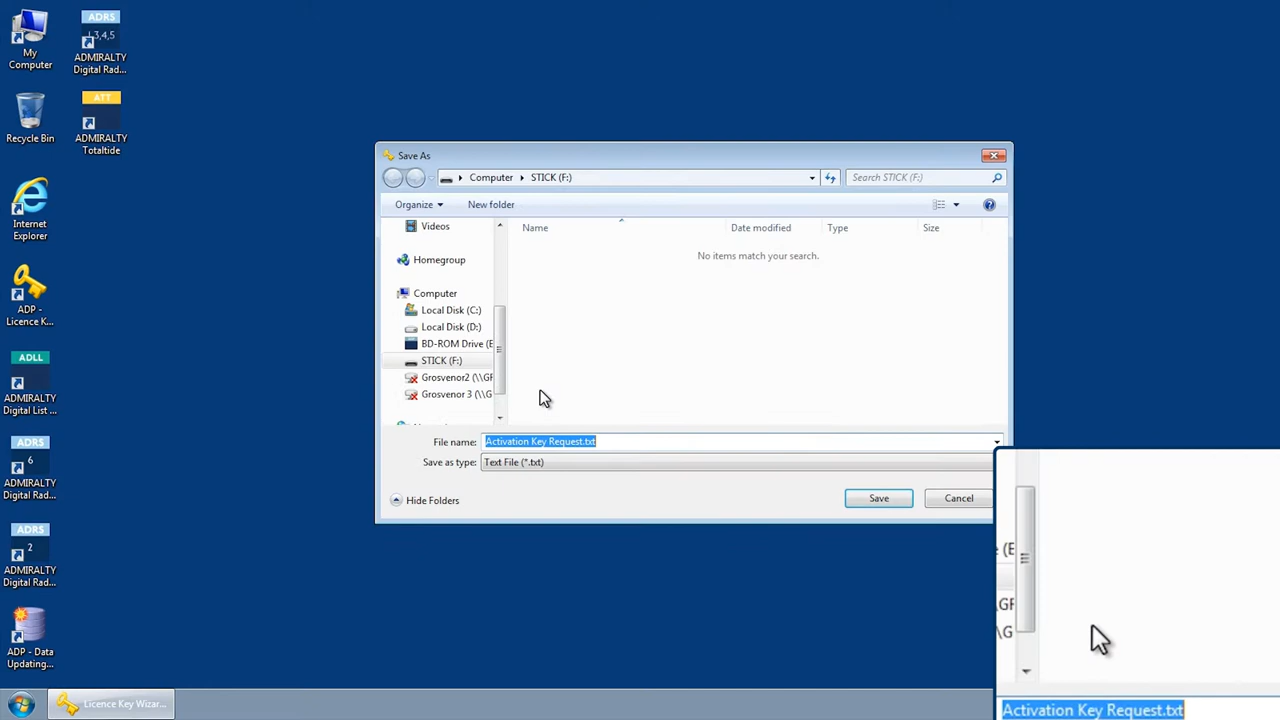 My
Computer
ADRS
1,3,4,5
ADMIRALTY
Digital Rad...
Recycle Bin
ATT
ADMIRALTY
Totaltide
Internet
Explorer
ADP -
Licence K...
ADLL
ADMIRALTY
Digital List ...
ADRS
6
ADMIRALTY
Digital Rad...
ADRS
2
ADMIRALTY
Digital Rad...
ADP - Data
Updating...
Save As
Computer STICK (F:)
Search STICK (F:)
Organize New folder
Name Date modified Type Size
No items match your search.
Videos
Homegroup
Computer
Local Disk (C:)
Local Disk (D:)
BD-ROM Drive (E
STICK (F:)
Grosvenor2 (\\GF
Grosvenor 3 (\\G
File name: Activation Key Request.txt
Save as type: Text File (*.txt)
Hide Folders
Save Cancel
(E
\GF
\G
Activation Key Request.txt
Licence Key Wizar...